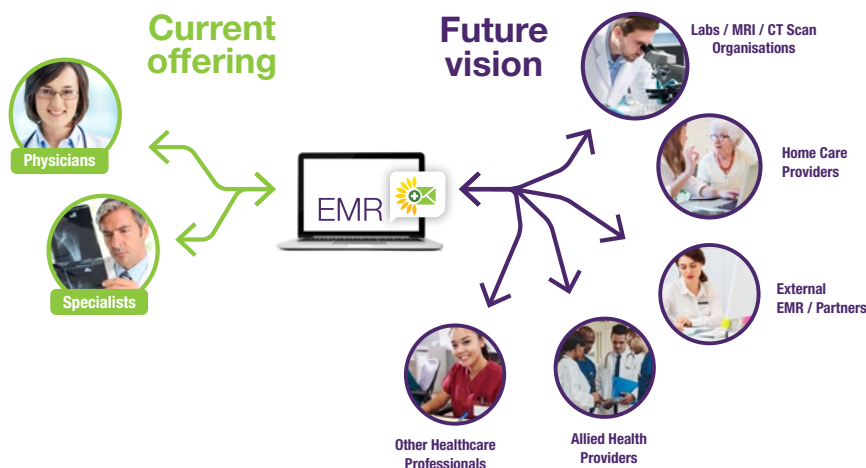 Current
offering
Future
vision
Physicians
Specialists
EMR
Labs / MRI / CT Scan
Organisations
Home Care
Providers
External
EMR / Partners
Allied Health
Providers
Other Healthcare
Professionals